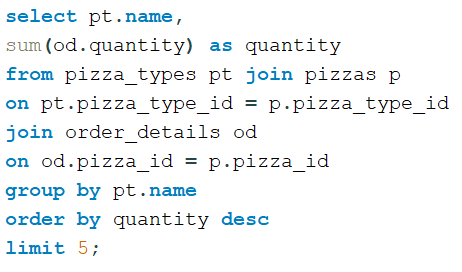 select pt.name,
sum(od.quantity) as quantity
from pizza_types pt join pizzas p
on pt.pizza_type_id = p.pizza_type_id
join order_details od
on od.pizza_id = p.pizza_id
group by pt.name
order by quantity desc
limit 5;